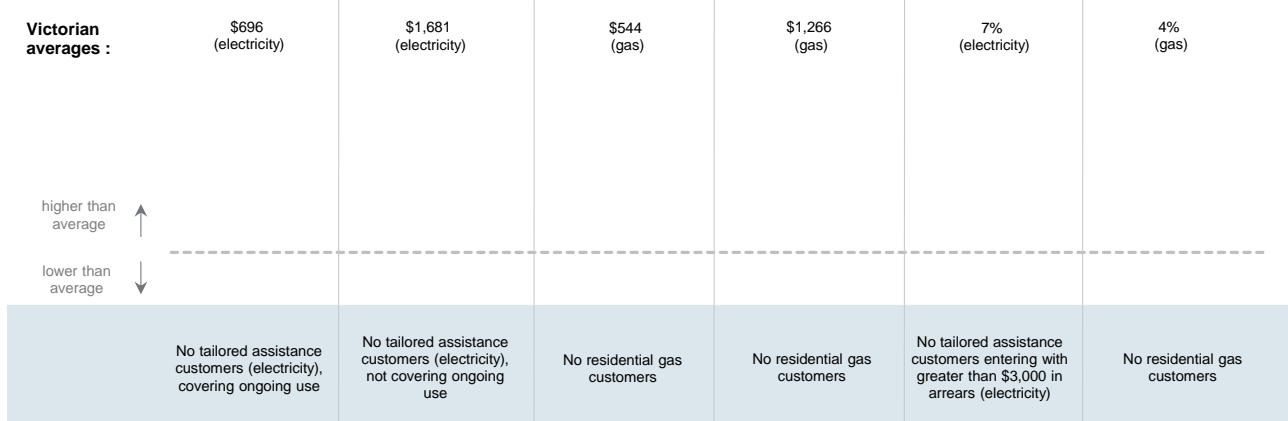 Victorian
averages :
$696
(electricity)
$1,681
(electricity)
$544
(gas)
$1,266
(gas)
7%
(electricity)
4%
(gas)
higher than
average
lower than
average
No tailored assistance
customers (electricity),
covering ongoing use
No tailored assistance
customers (electricity),
not covering ongoing
use
No residential gas
customers
No residential gas
customers
No tailored assistance
customers entering with
greater than $3,000 in
arrears (electricity)
No residential gas
customers